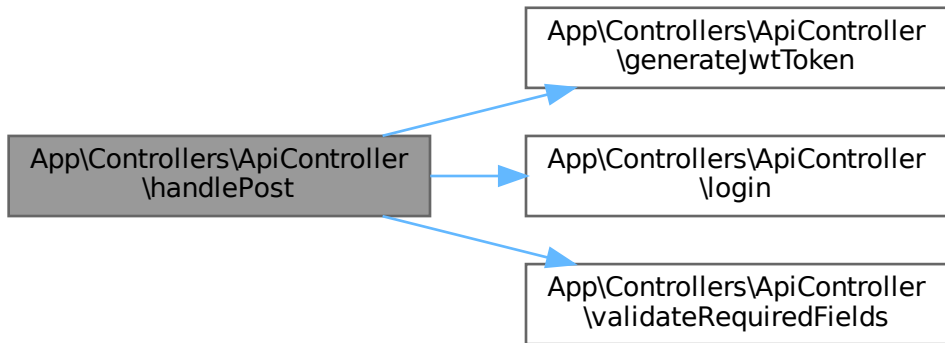 App\Controllers\ApiController
\handlePost
App\Controllers\ApiController
\generateJwtToken
App\Controllers\ApiController
\login
App\Controllers\ApiController
\validateRequiredFields